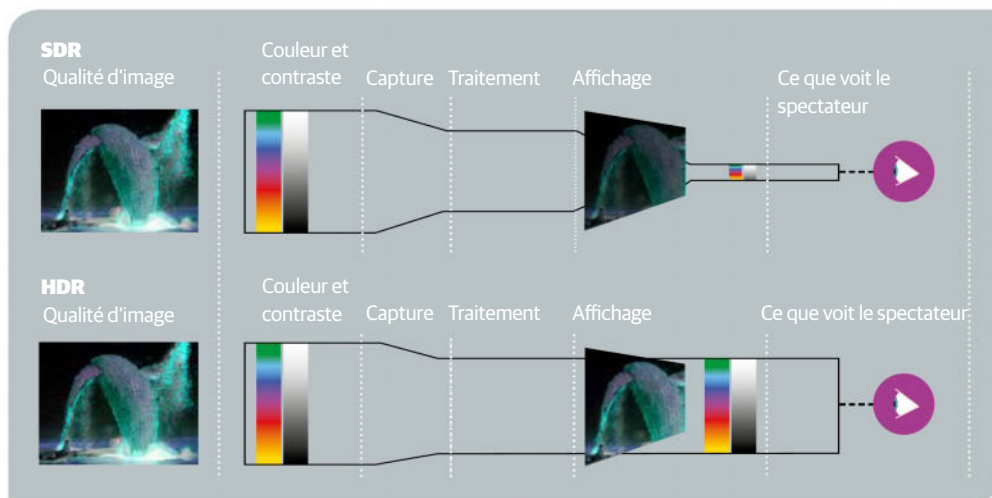 SDR
Qualité d'image
Couleur et
contraste
Capture
Traitement
Affichage
Ce que voit le
spectateur
HDR
Qualité d'image
Couleur et
contraste
Capture
Traitement
Affichage
Ce que voit le spectateur